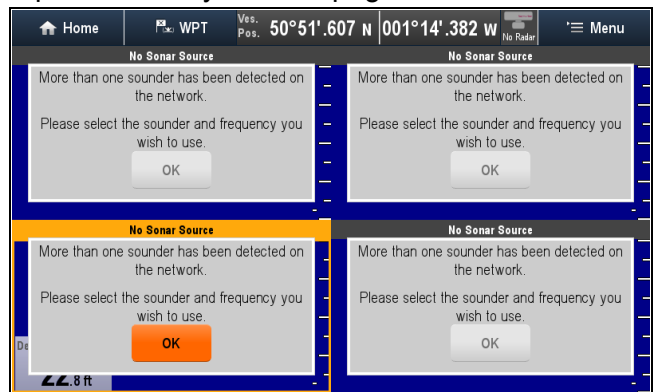 Home
WPT
Ves.
Pos.
50°51'.607 N
001°14'.382 W
No Radar
Menu
No Sonar Source
More than one sounder has been detected on
the network.
Please select the sounder and frequency you
wish to use.
OK
No Sonar Source
More than one sounder has been detected on
the network.
Please select the sounder and frequency you
wish to use.
OK
No Sonar Source
More than one sounder has been detected on
the network.
Please select the sounder and frequency you
wish to use.
OK
De
22.8 ft
No Sonar Source
More than one sounder has been detected on
the network.
Please select the sounder and frequency you
wish to use.
OK